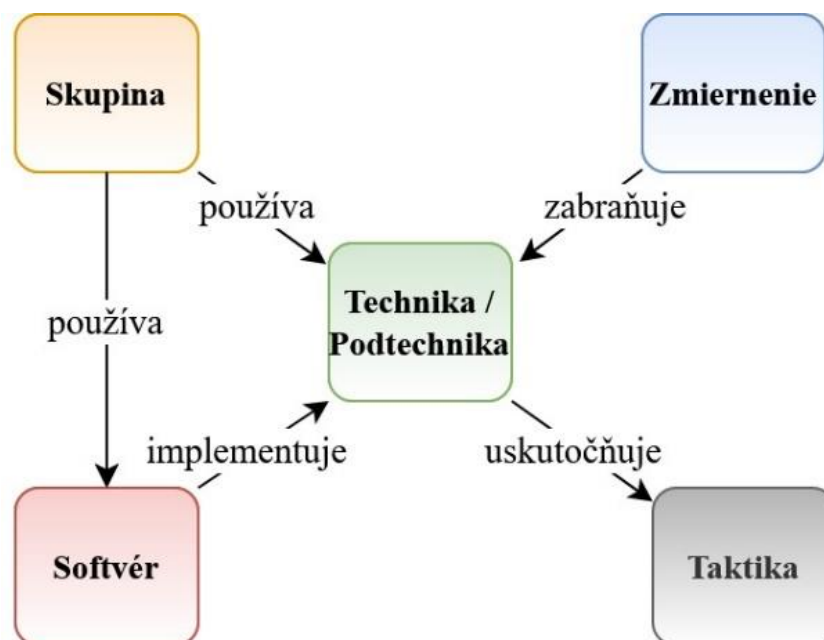 Skupina
Zmiernenie
používa
zabraňuje
Technika /
Podtechnika
používa
implementuje
uskutočňuje
Softvér
Taktika